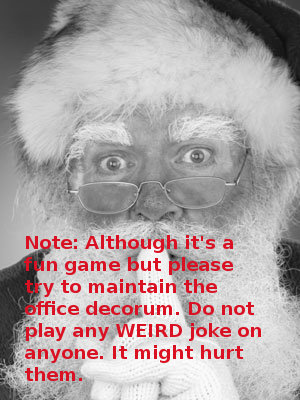 Note: Although it's a
fun game but please
try to maintain the
office decorum. Do not
play any WEIRD joke on
anyone. It might hurt
them.